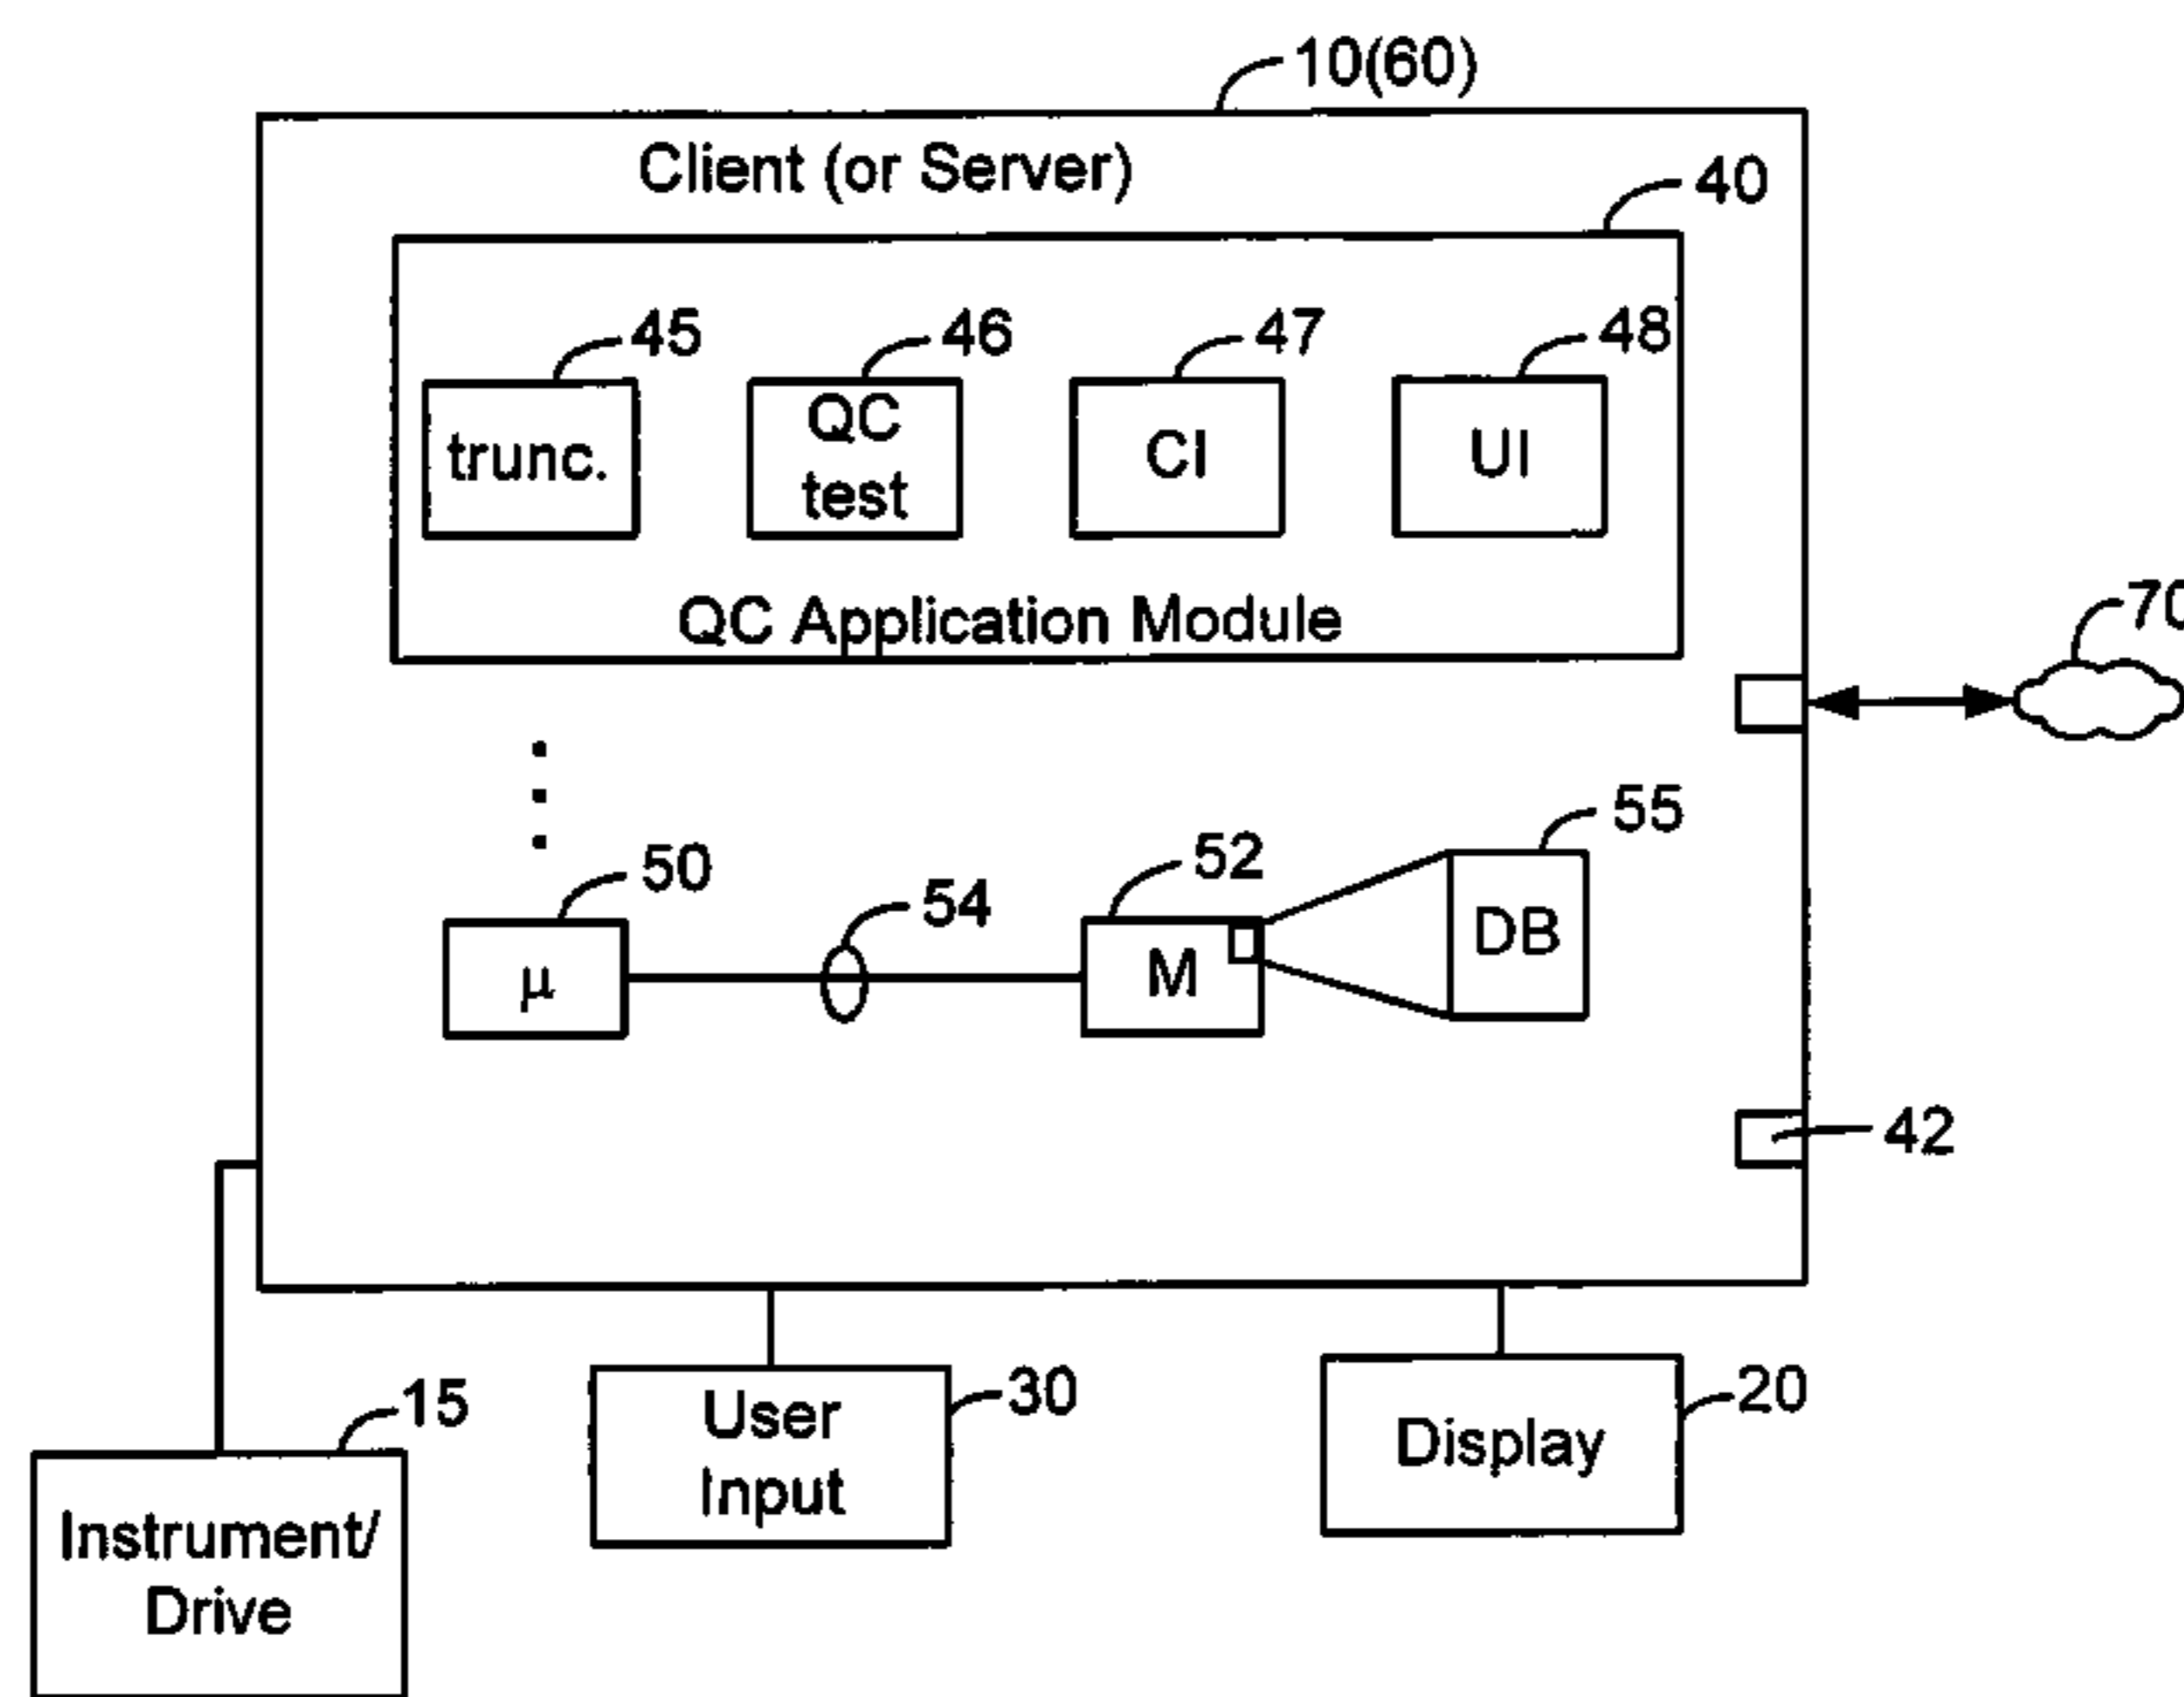 10(60)
Client (or Server)
40
45
46
47
48
trunc.
QC
test
CI
UI
QC Application Module
70
55
50
54
52
μ
M
DB
42
15
30
20
User
Input
Display
Instrument/
Drive